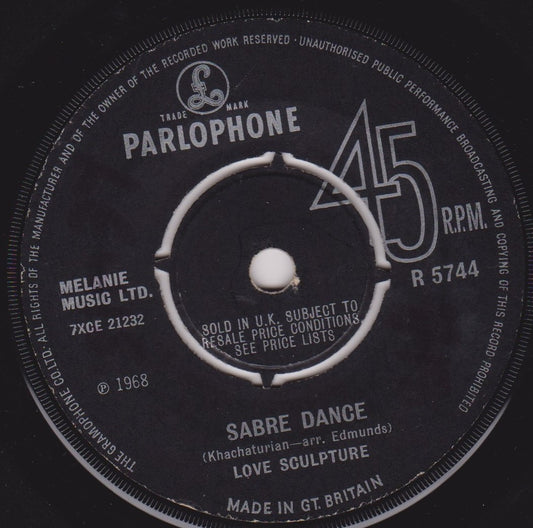 THE GRAMOPHONE CO. LTD. ALL RIGHTS OF THE MANUFACTURER AND OF THE OWNER OF THE RECORDED WORK RESERVED · UNAUTHORISED PUBLIC PERFORMANCE BROADCASTING AND COPYING OF THIS RECORD PROHIBITED
£
TRADE MARK
PARLOPHONE
45 R.P.M.
R 5744
MELANIE
MUSIC LTD.
7XCE 21232
SOLD IN U.K. SUBJECT TO
RESALE PRICE CONDITIONS,
SEE PRICE LISTS
℗ 1968
SABRE DANCE
(Khachaturian—arr. Edmunds)
LOVE SCULPTURE
MADE IN GT. BRITAIN